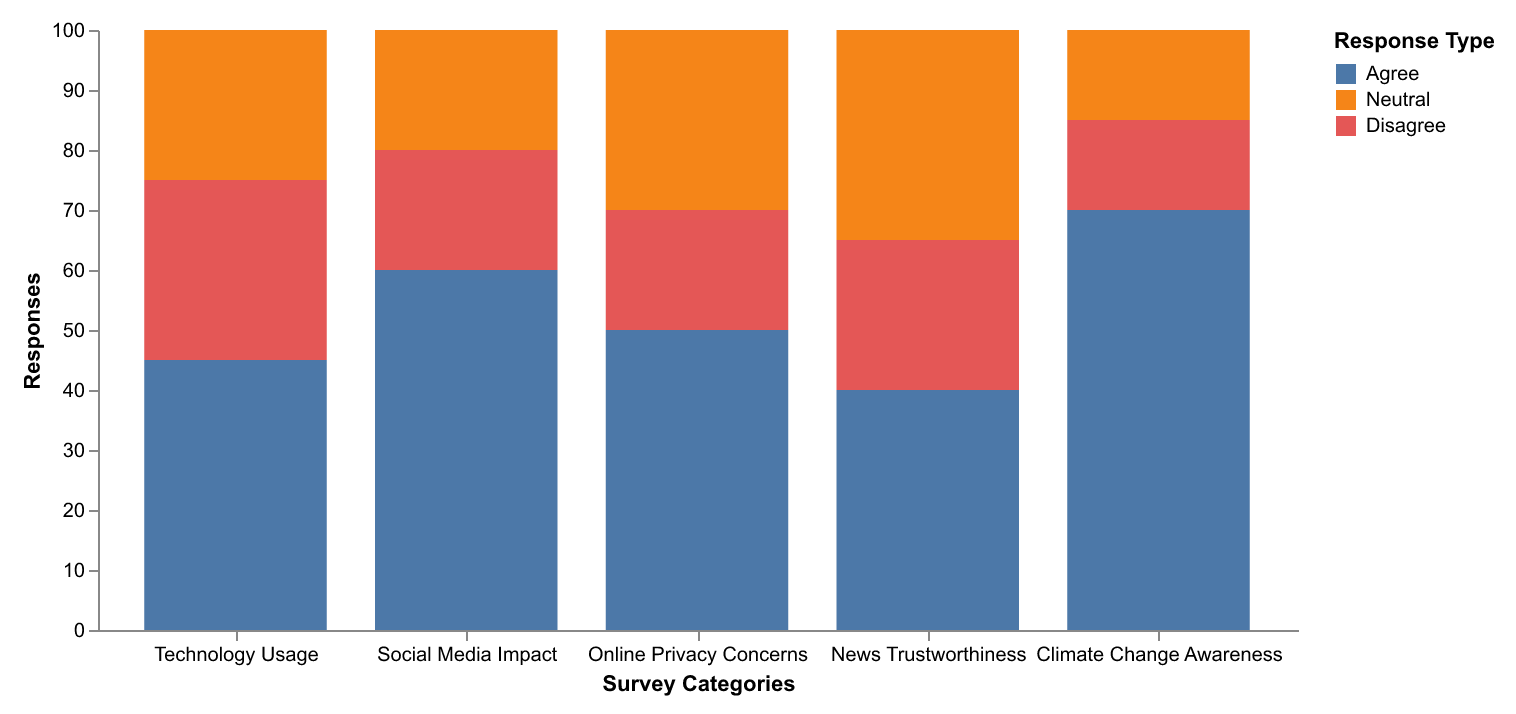 100
90
80
70
60
50
40
30
20
10
0
Responses
Technology Usage
Social Media Impact
Online Privacy Concerns
News Trustworthiness
Climate Change Awareness
Survey Categories
Response Type
Agree
Neutral
Disagree